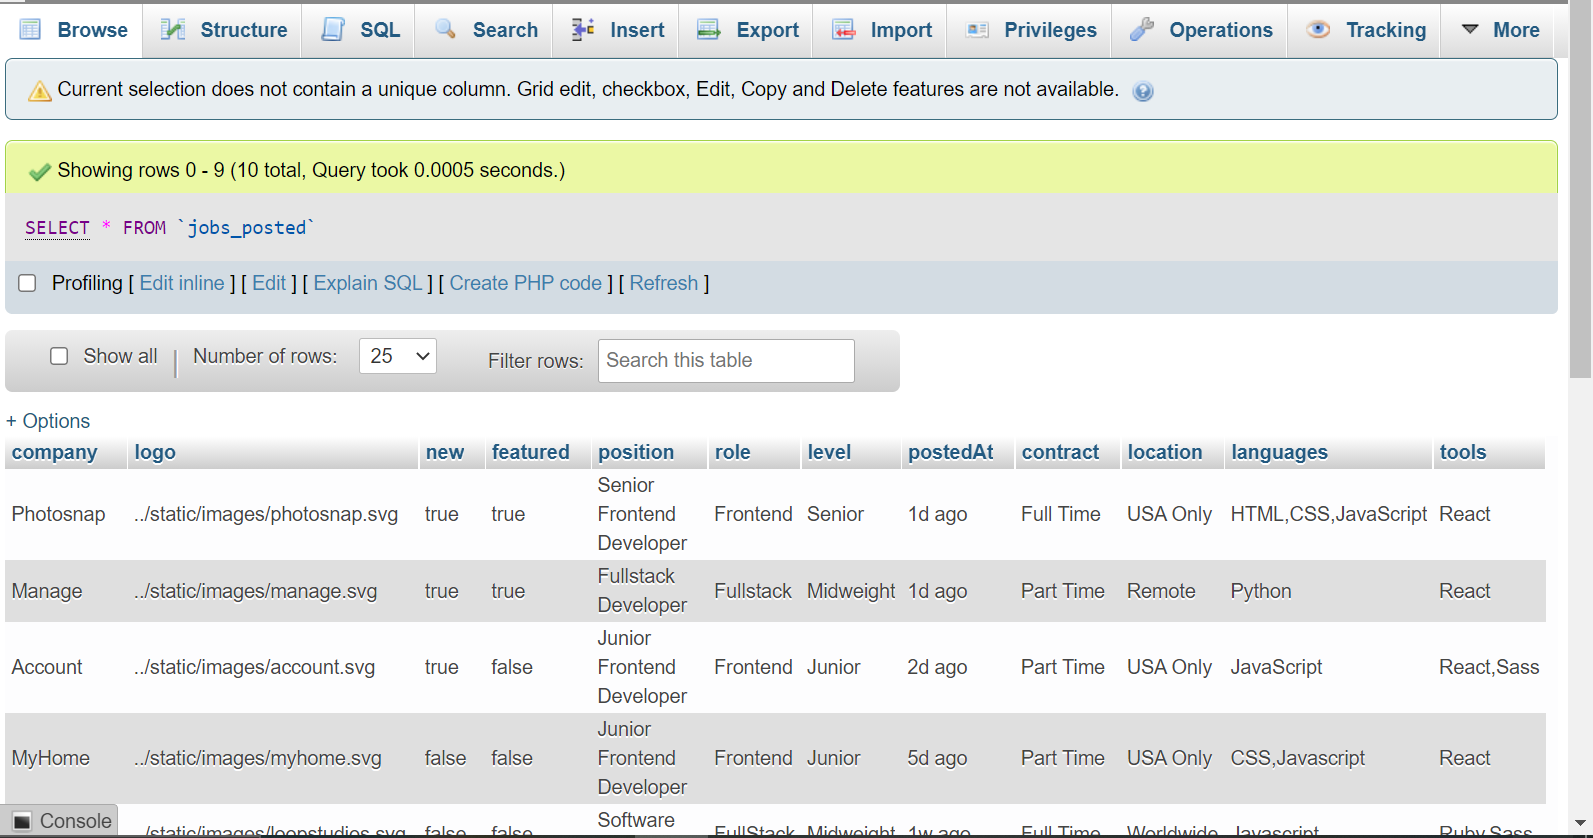 Browse Structure SQL Search Insert Export Import Privileges Operations Tracking More
Current selection does not contain a unique column. Grid edit, checkbox, Edit, Copy and Delete features are not available.
Showing rows 0 - 9 (10 total, Query took 0.0005 seconds.)
SELECT * FROM `jobs_posted`
Profiling [ Edit inline ] [ Edit ] [ Explain SQL ] [ Create PHP code ] [ Refresh ]
Show all | Number of rows: 25 Filter rows: Search this table
+ Options
company logo new featured position role level postedAt contract location languages tools
Senior
Photosnap ../static/images/photosnap.svg true true Frontend Frontend Senior 1d ago Full Time USA Only HTML,CSS,JavaScript React
Developer
Fullstack
Manage ../static/images/manage.svg true true Fullstack Midweight 1d ago Part Time Remote Python React
Developer
Junior
Account ../static/images/account.svg true false Frontend Frontend Junior 2d ago Part Time USA Only JavaScript React,Sass
Developer
Junior
MyHome ../static/images/myhome.svg false false Frontend Frontend Junior 5d ago Part Time USA Only CSS,Javascript React
Developer
Software
Console ../static/images/loopstudios.svg false false FullStack Midweight 1w ago Full Time Worldwide Javascript Ruby,Sass